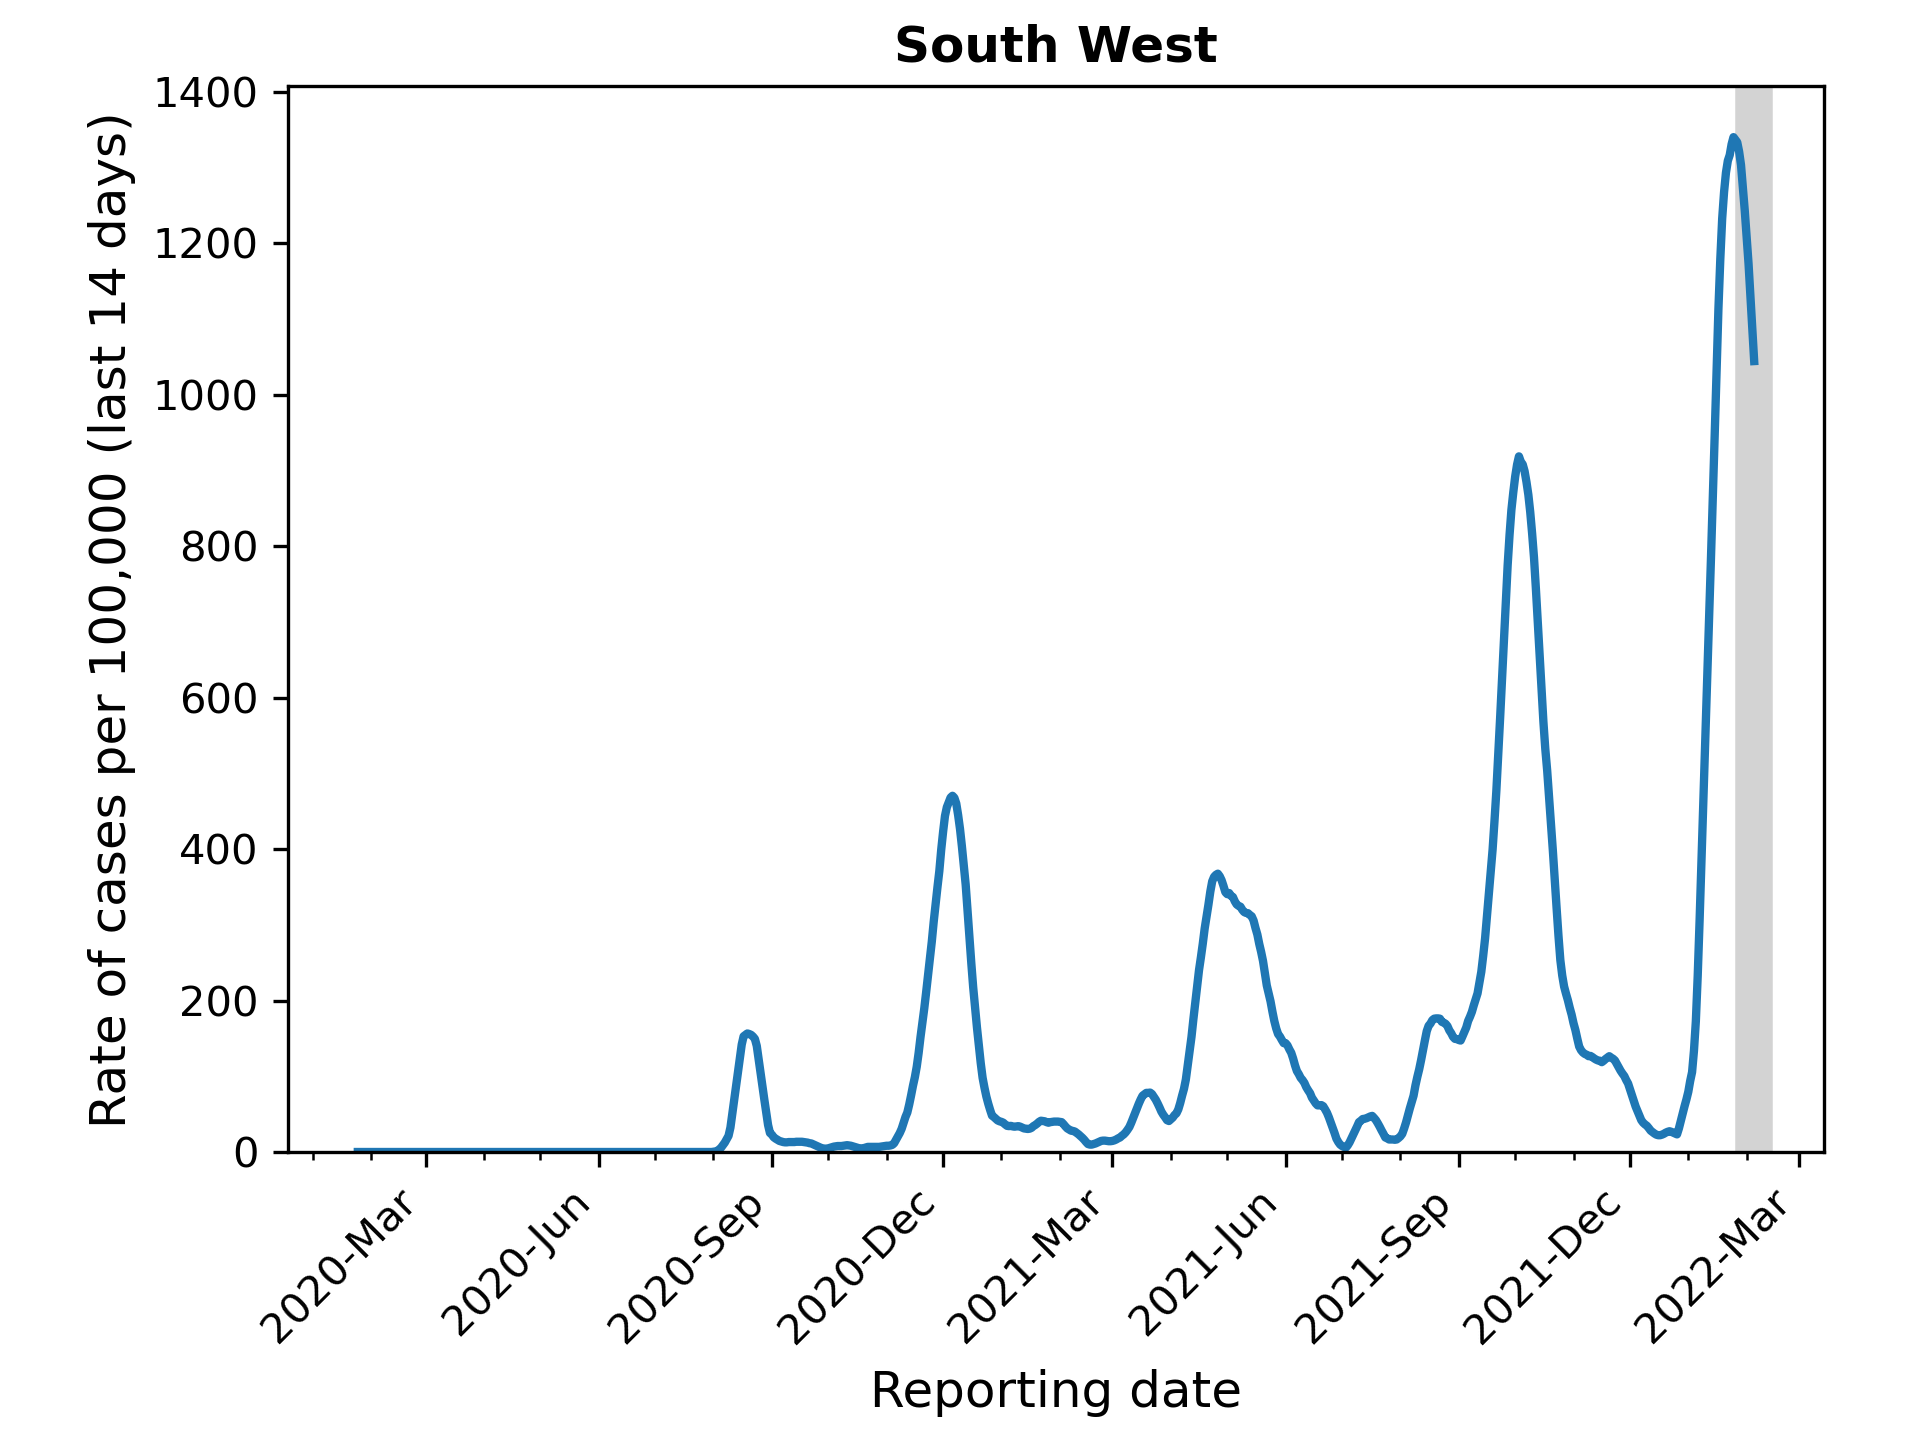 South West
Rate of cases per 100,000 (last 14 days)
1400
1200
1000
800
600
400
200
0
2020-Mar
2020-Jun
2020-Sep
2020-Dec
2021-Mar
2021-Jun
2021-Sep
2021-Dec
2022-Mar
Reporting date